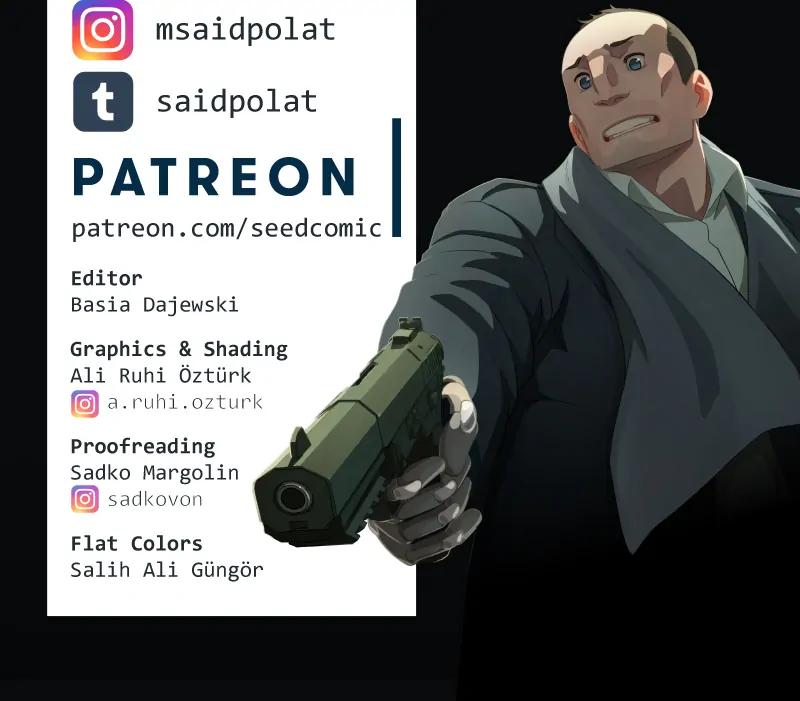 msaidpolat
saidpolat
PATREON
patreon.com/seedcomic
Editor
Basia Dajewski
Graphics & Shading
Ali Ruhi Öztürk
a.ruhi.ozturk
Proofreading
Sadko Margolin
sadkovon
Flat Colors
Salih Ali Güngör